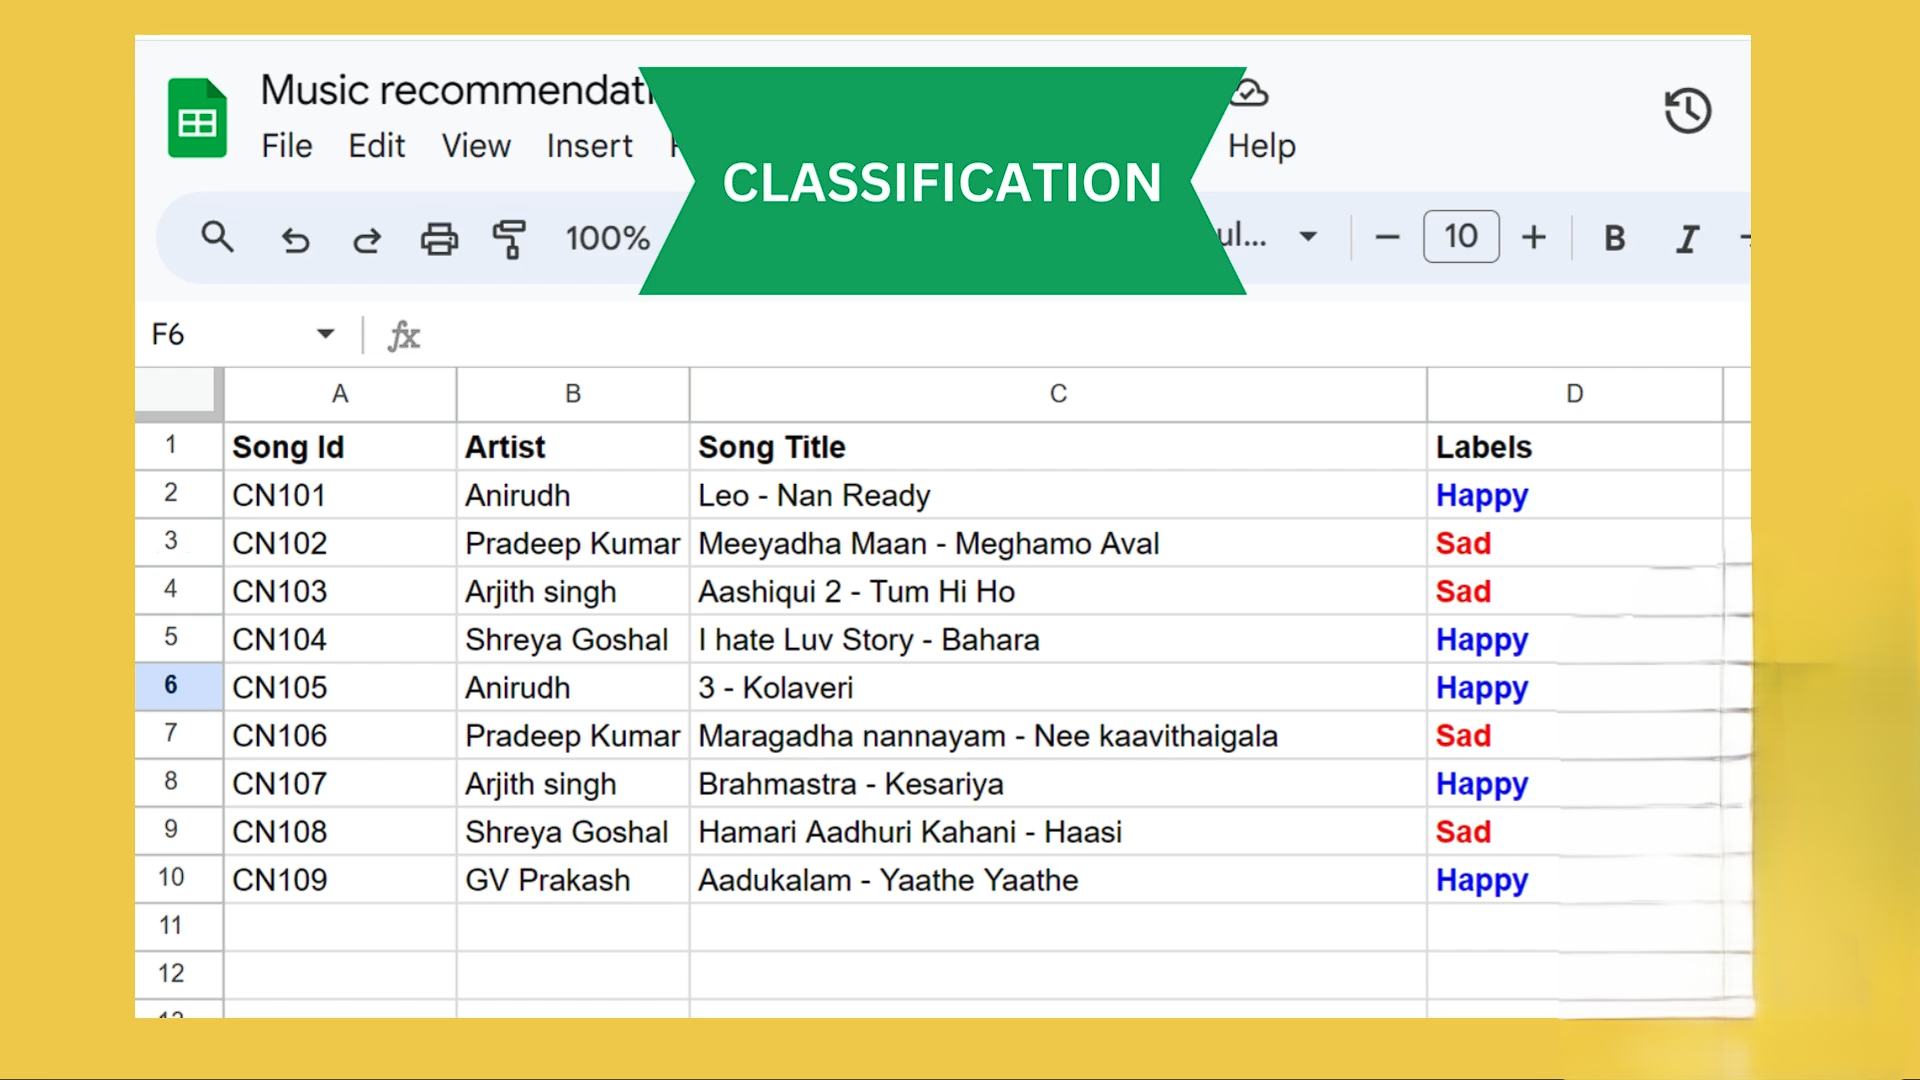 Music recommendati
CLASSIFICATION
File Edit View Insert Help
100% ul... 10 B I
F6 fx
A B C D
1 Song Id Artist Song Title Labels
2 CN101 Anirudh Leo - Nan Ready Happy
3 CN102 Pradeep Kumar Meeyadha Maan - Meghamo Aval Sad
4 CN103 Arjith singh Aashiqui 2 - Tum Hi Ho Sad
5 CN104 Shreya Goshal I hate Luv Story - Bahara Happy
6 CN105 Anirudh 3 - Kolaveri Happy
7 CN106 Pradeep Kumar Maragadha nannayam - Nee kaavithaigala Sad
8 CN107 Arjith singh Brahmastra - Kesariya Happy
9 CN108 Shreya Goshal Hamari Aadhuri Kahani - Haasi Sad
10 CN109 GV Prakash Aadukalam - Yaathe Yaathe Happy
11
12